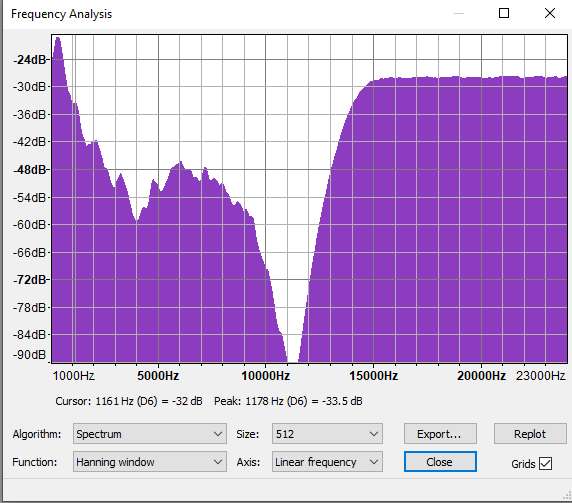 Frequency Analysis
-24dB
-30dB
-36dB
-42dB
-48dB
-54dB
-60dB
-66dB
-72dB
-78dB
-84dB
-90dB
1000Hz 5000Hz 10000Hz 15000Hz 20000Hz 23000Hz
Cursor: 1161 Hz (D6) = -32 dB Peak: 1178 Hz (D6) = -33.5 dB
Algorithm: Spectrum Size: 512 Export... Replot
Function: Hanning window Axis: Linear frequency Close Grids